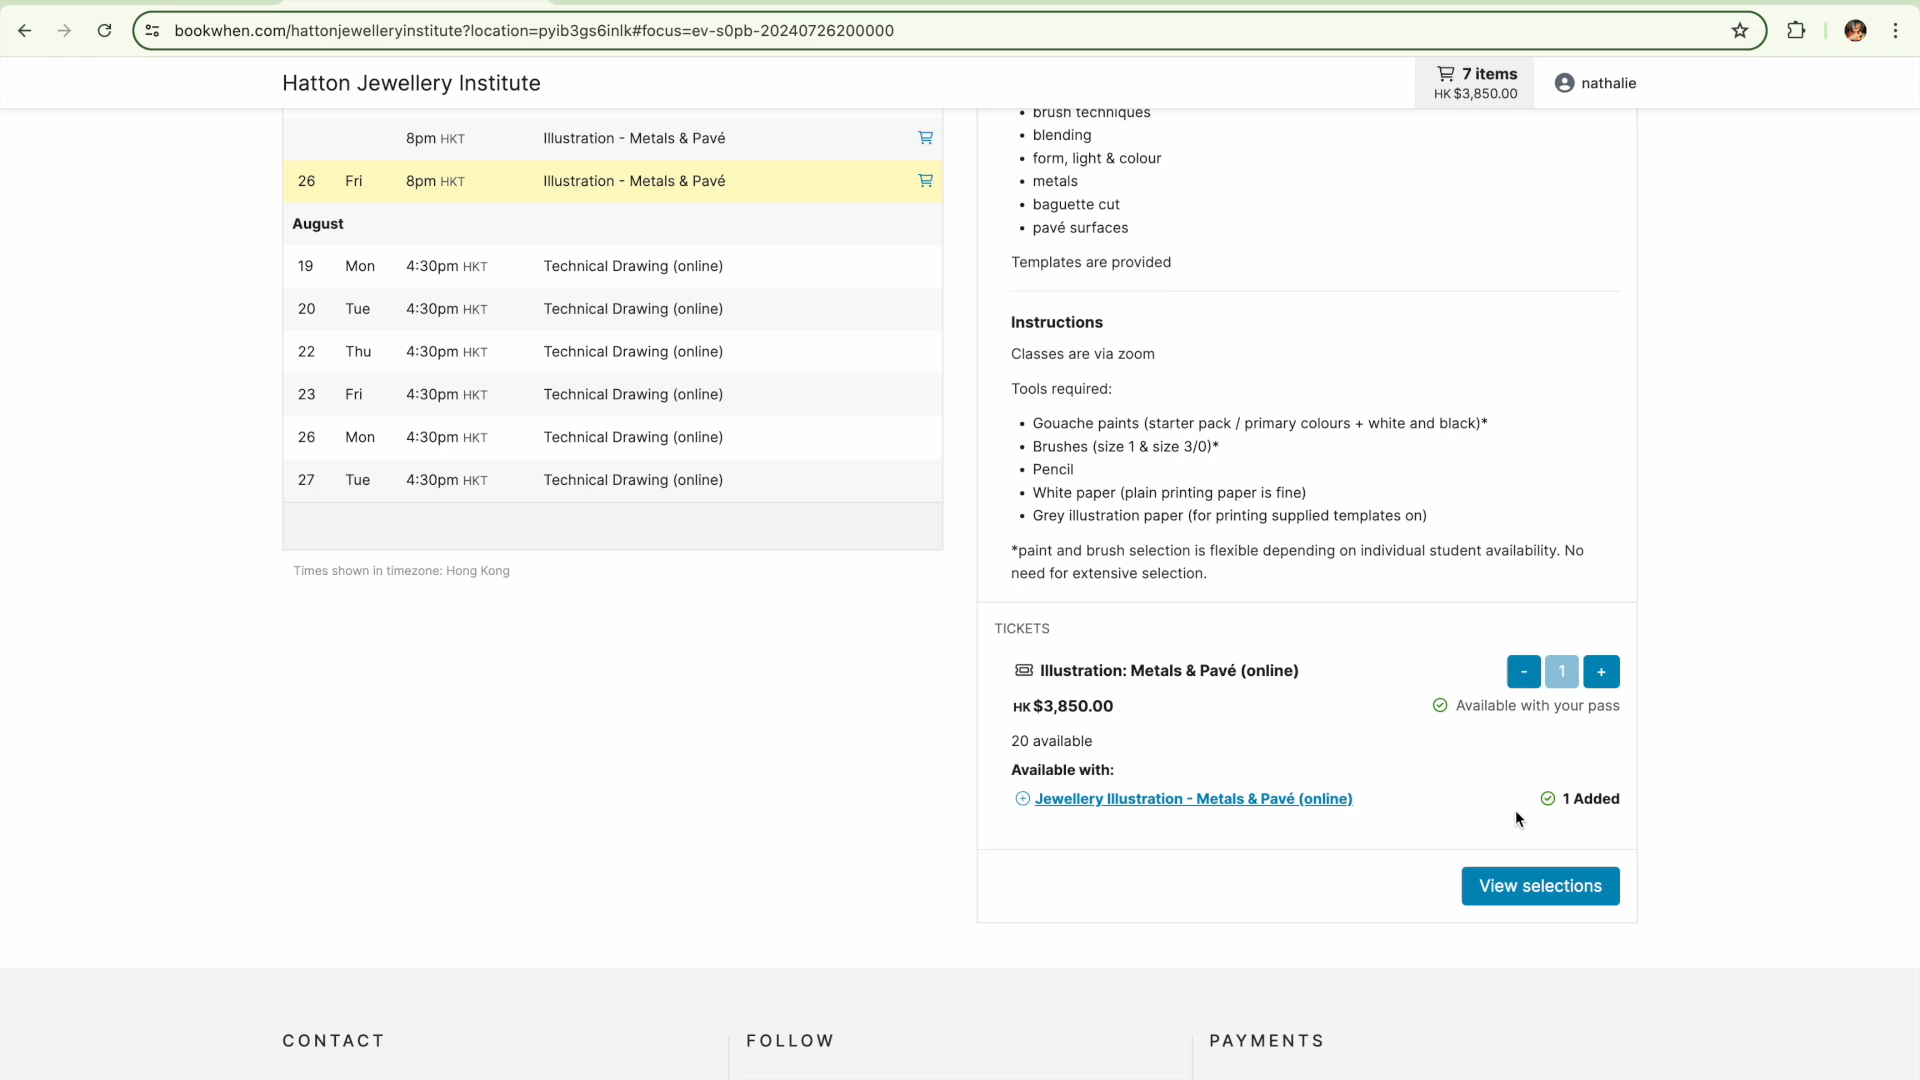 bookwhen.com/hattonjewelleryinstitute?location=pyib3gs6inlk#focus=ev-s0pb-20240726200000
Hatton Jewellery Institute
7 items
HK $3,850.00
nathalie
8pm HKT Illustration - Metals & Pavé
26 Fri 8pm HKT Illustration - Metals & Pavé
August
19 Mon 4:30pm HKT Technical Drawing (online)
20 Tue 4:30pm HKT Technical Drawing (online)
22 Thu 4:30pm HKT Technical Drawing (online)
23 Fri 4:30pm HKT Technical Drawing (online)
26 Mon 4:30pm HKT Technical Drawing (online)
27 Tue 4:30pm HKT Technical Drawing (online)
Times shown in timezone: Hong Kong
• brush techniques
• blending
• form, light & colour
• metals
• baguette cut
• pavé surfaces
Templates are provided
Instructions
Classes are via zoom
Tools required:
• Gouache paints (starter pack / primary colours + white and black)*
• Brushes (size 1 & size 3/0)*
• Pencil
• White paper (plain printing paper is fine)
• Grey illustration paper (for printing supplied templates on)
*paint and brush selection is flexible depending on individual student availability. No
need for extensive selection.
TICKETS
Illustration: Metals & Pavé (online)
- 1 +
HK $3,850.00
Available with your pass
20 available
Available with:
Jewellery Illustration - Metals & Pavé (online)
1 Added
View selections
CONTACT
FOLLOW
PAYMENTS